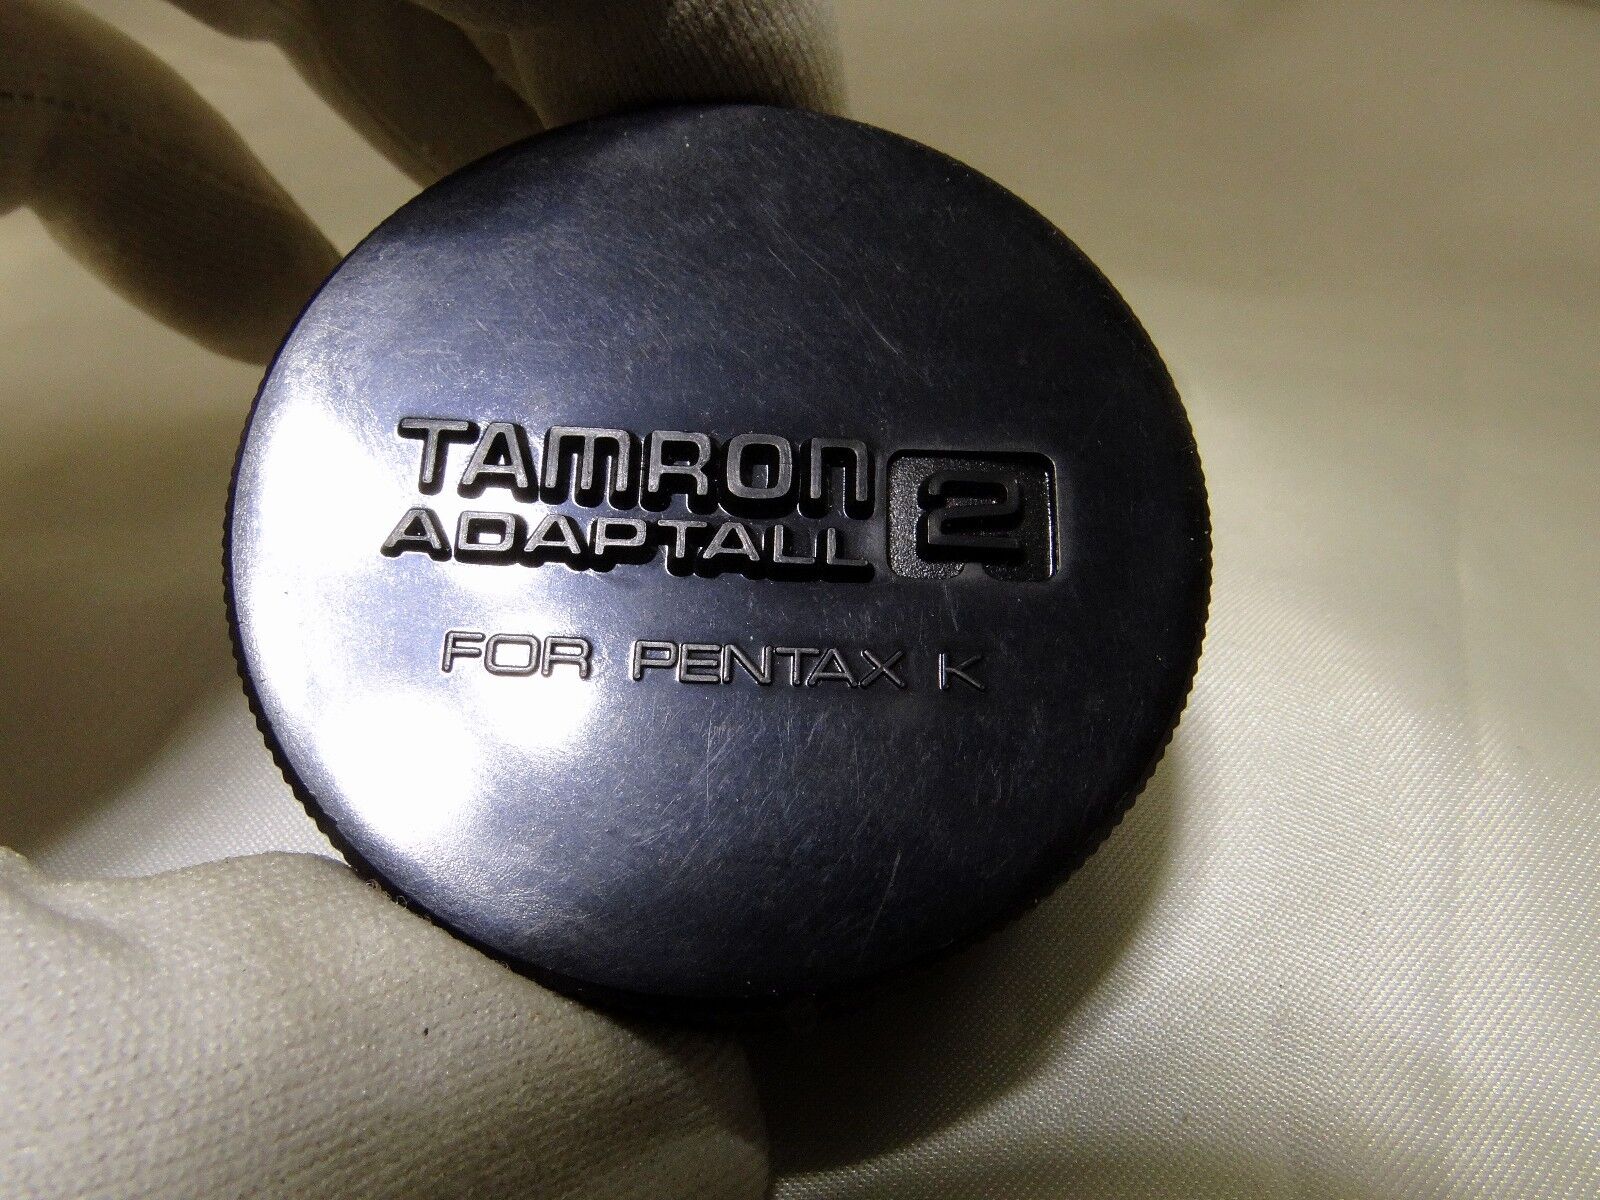 TAMRON
ADAPTALL 2
FOR PENTAX K